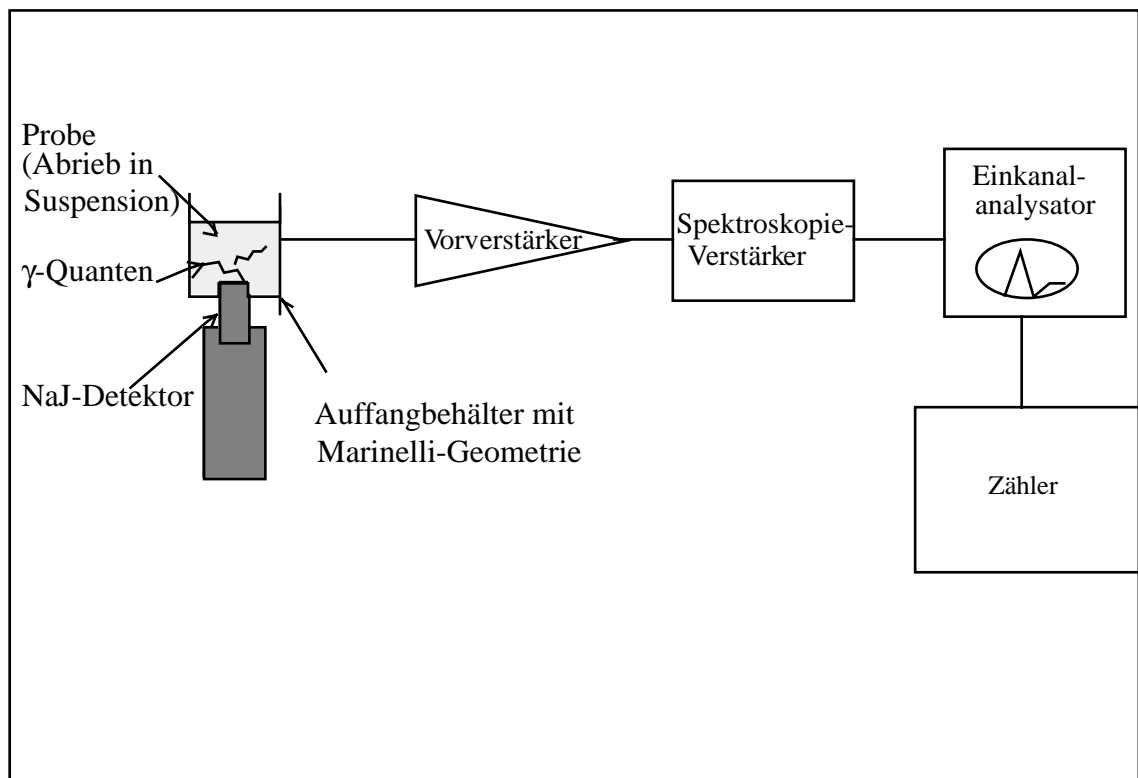 Probe
(Abrieb in
Suspension)
γ-Quanten
NaJ-Detektor
Auffangbehälter mit
Marinelli-Geometrie
Vorverstärker
Spektroskopie-
Verstärker
Einkanal-
analysator
Zähler